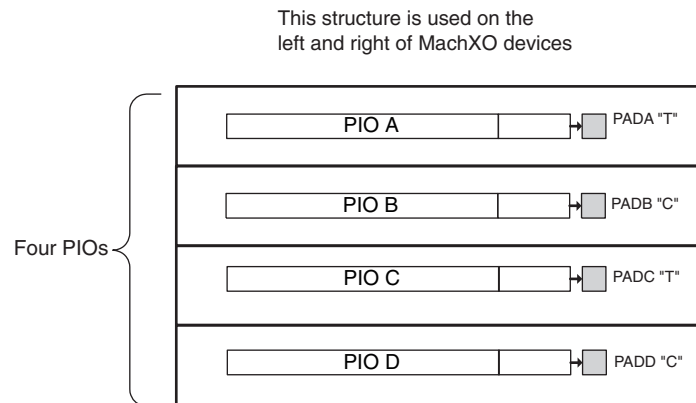 This structure is used on the
left and right of MachXO devices
PIO A
PADA "T"
PIO B
PADB "C"
Four PIOs
PIO C
PADC "T"
PIO D
PADD "C"